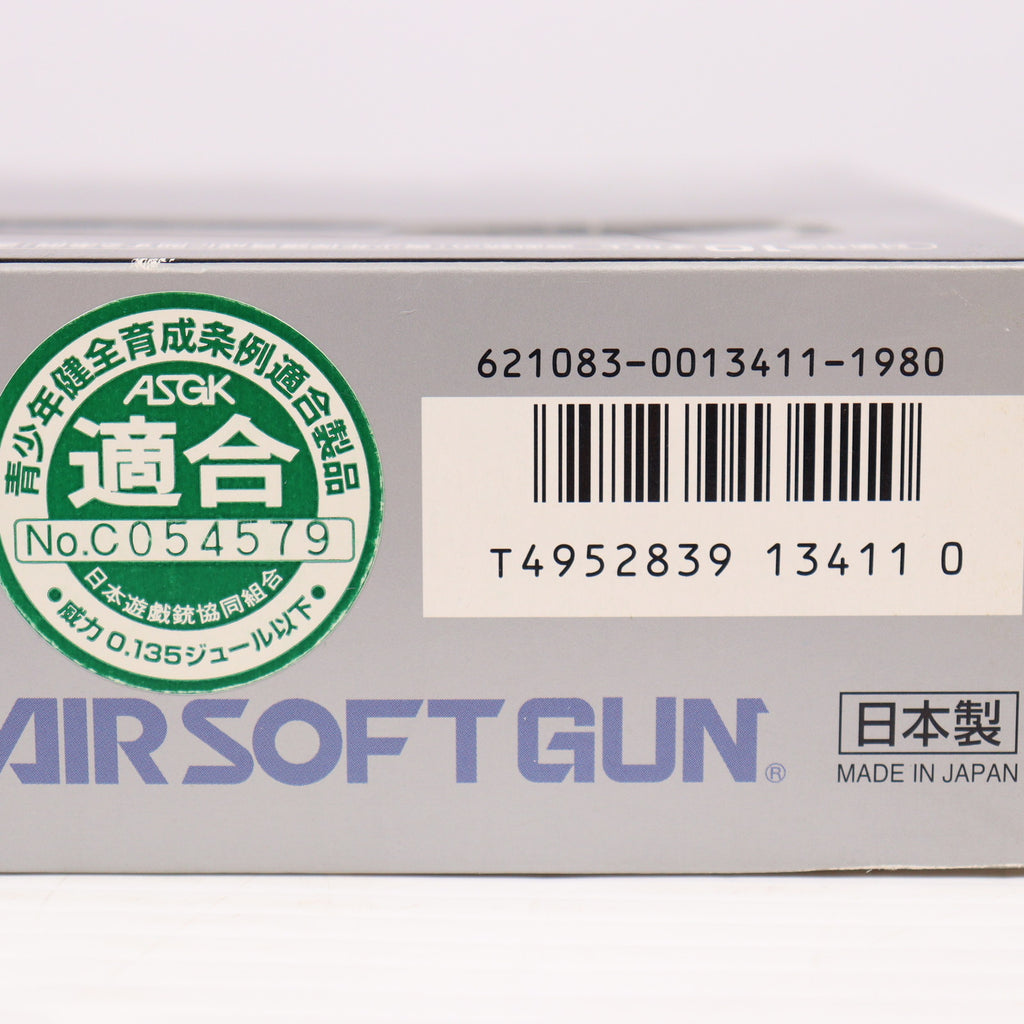 青少年健全育成条例適合製品
ASGK
適合
No.C054579
日本遊戯銃協同組合
• 威力0.135ジュール以下 •
621083-0013411-1980
T4952839 13411 0
AIRSOFT GUN®
日本製
MADE IN JAPAN